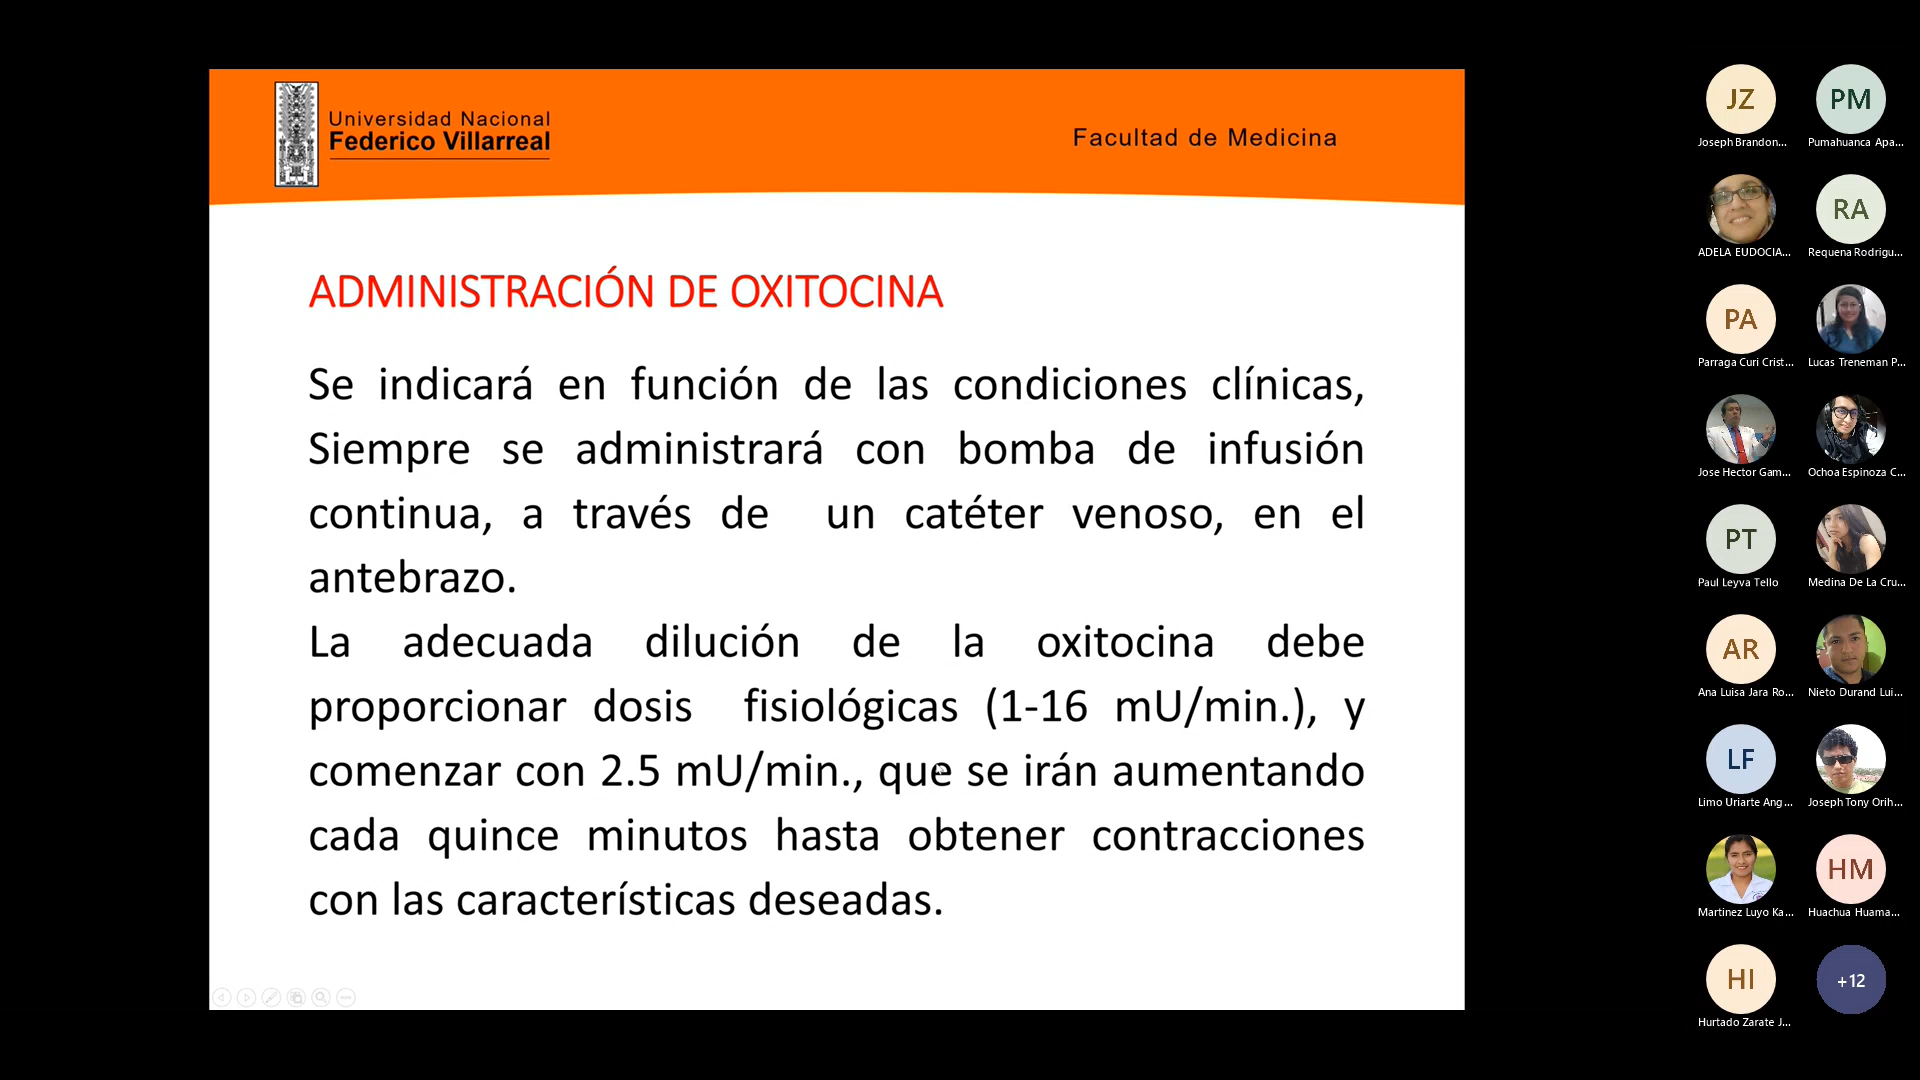 Universidad Nacional
Federico Villarreal
Facultad de Medicina
ADMINISTRACIÓN DE OXITOCINA
Se indicará en función de las condiciones clínicas,
Siempre se administrará con bomba de infusión
continua, a través de un catéter venoso, en el
antebrazo.
La adecuada dilución de la oxitocina debe
proporcionar dosis fisiológicas (1-16 mU/min.), y
comenzar con 2.5 mU/min., que se irán aumentando
cada quince minutos hasta obtener contracciones
con las características deseadas.
JZ
Joseph Brandon...
PM
Pumahuanca Apa...
ADELA EUDOCIA...
RA
Requena Rodrigu...
PA
Parraga Curi Crist...
Lucas Treneman P...
Jose Hector Gam...
Ochoa Espinoza C...
PT
Paul Leyva Tello
Medina De La Cru...
AR
Ana Luisa Jara Ro...
Nieto Durand Lui...
LF
Limo Uriarte Ang...
Joseph Tony Orih...
Martinez Luyo Ka...
HM
Huachua Huama...
HI
Hurtado Zarate J...
+12